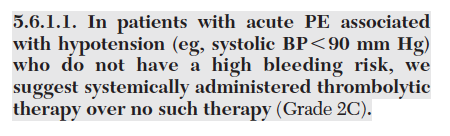 5.6.1.1. In patients with acute PE associated
with hypotension (eg, systolic BP<90 mm Hg)
who do not have a high bleeding risk, we
suggest systemically administered thrombolytic
therapy over no such therapy (Grade 2C).